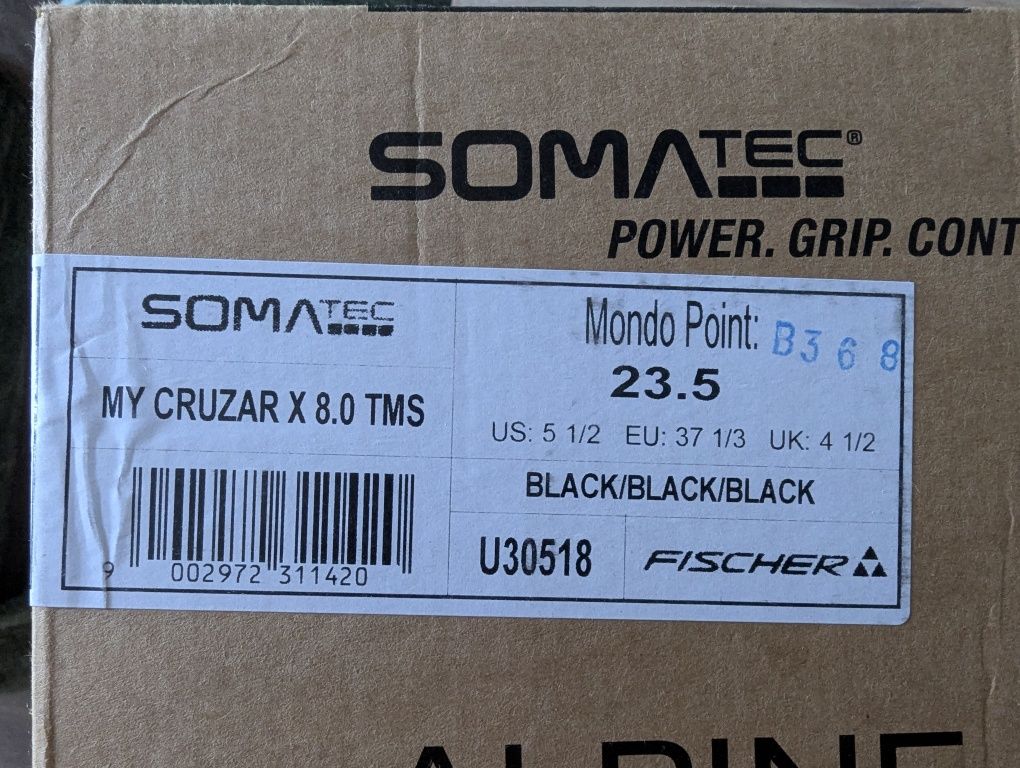 SOMATEC®
POWER. GRIP. CONT
SOMATEC
MY CRUZAR X 8.0 TMS
9 002972 311420
Mondo Point: B368
23.5
US: 5 1/2 EU: 37 1/3 UK: 4 1/2
BLACK/BLACK/BLACK
U30518
FISCHER
ALPINE